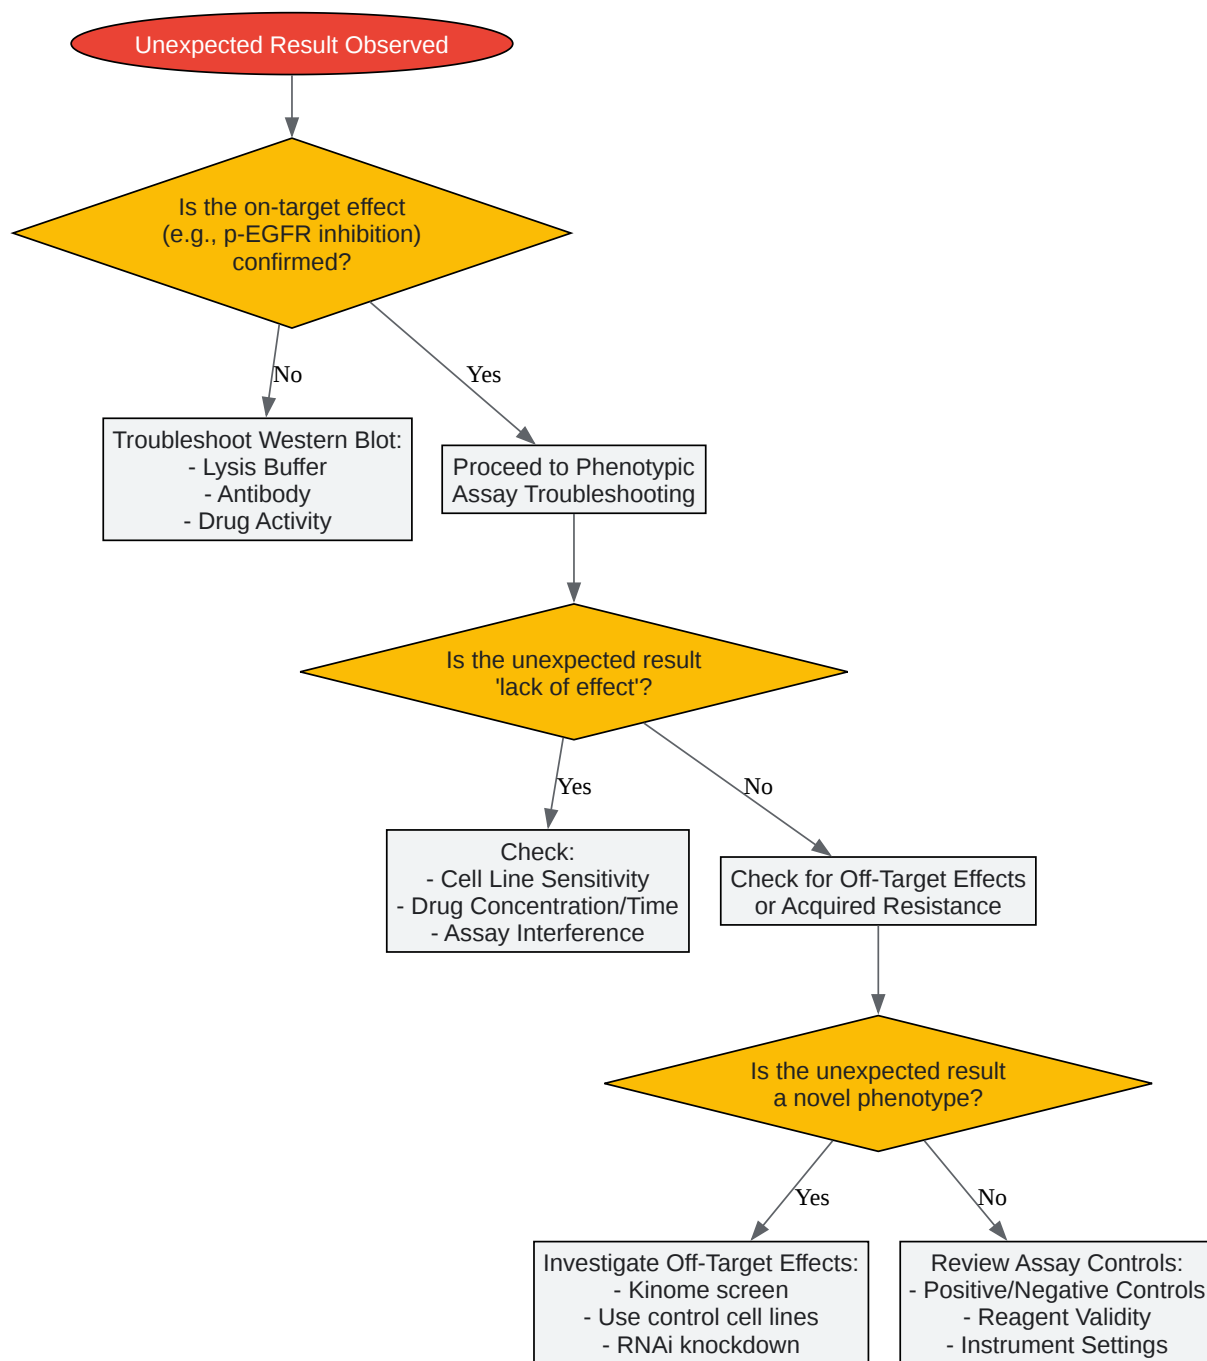 Unexpected Result Observed
Is the on-target effect
(e.g., p-EGFR inhibition)
confirmed?
No
Yes
Troubleshoot Western Blot:
- Lysis Buffer
- Antibody
- Drug Activity
Proceed to Phenotypic
Assay Troubleshooting
Is the unexpected result
'lack of effect'?
Yes
No
Check:
- Cell Line Sensitivity
- Drug Concentration/Time
- Assay Interference
Check for Off-Target Effects
or Acquired Resistance
Is the unexpected result
a novel phenotype?
Yes
No
Investigate Off-Target Effects:
- Kinome screen
- Use control cell lines
- RNAi knockdown
Review Assay Controls:
- Positive/Negative Controls
- Reagent Validity
- Instrument Settings